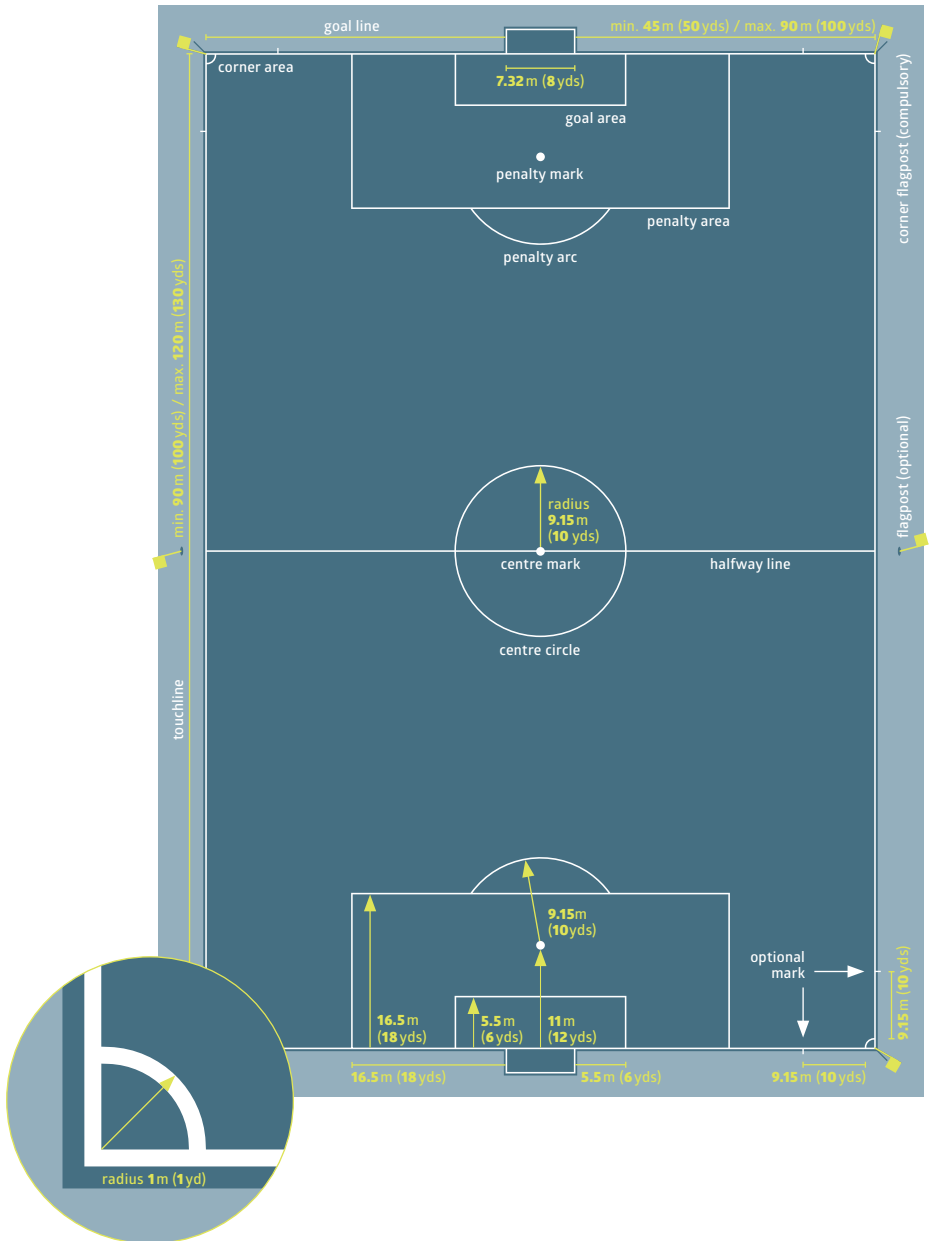 goal line
min. 45 m (50 yds) / max. 90 m (100 yds)
corner area
7.32 m (8 yds)
goal area
penalty mark
penalty area
penalty arc
corner flagpost (compulsory)
min. 90 m (100 yds) / max. 120 m (130 yds)
flagpost (optional)
radius
9.15 m
(10 yds)
centre mark
halfway line
centre circle
touchline
9.15m
(10 yds)
optional
mark
9.15 m (10 yds)
16.5 m
(18 yds)
5.5 m
(6 yds)
11 m
(12 yds)
16.5 m (18 yds)
5.5 m (6 yds)
9.15 m (10 yds)
radius 1 m (1 yd)